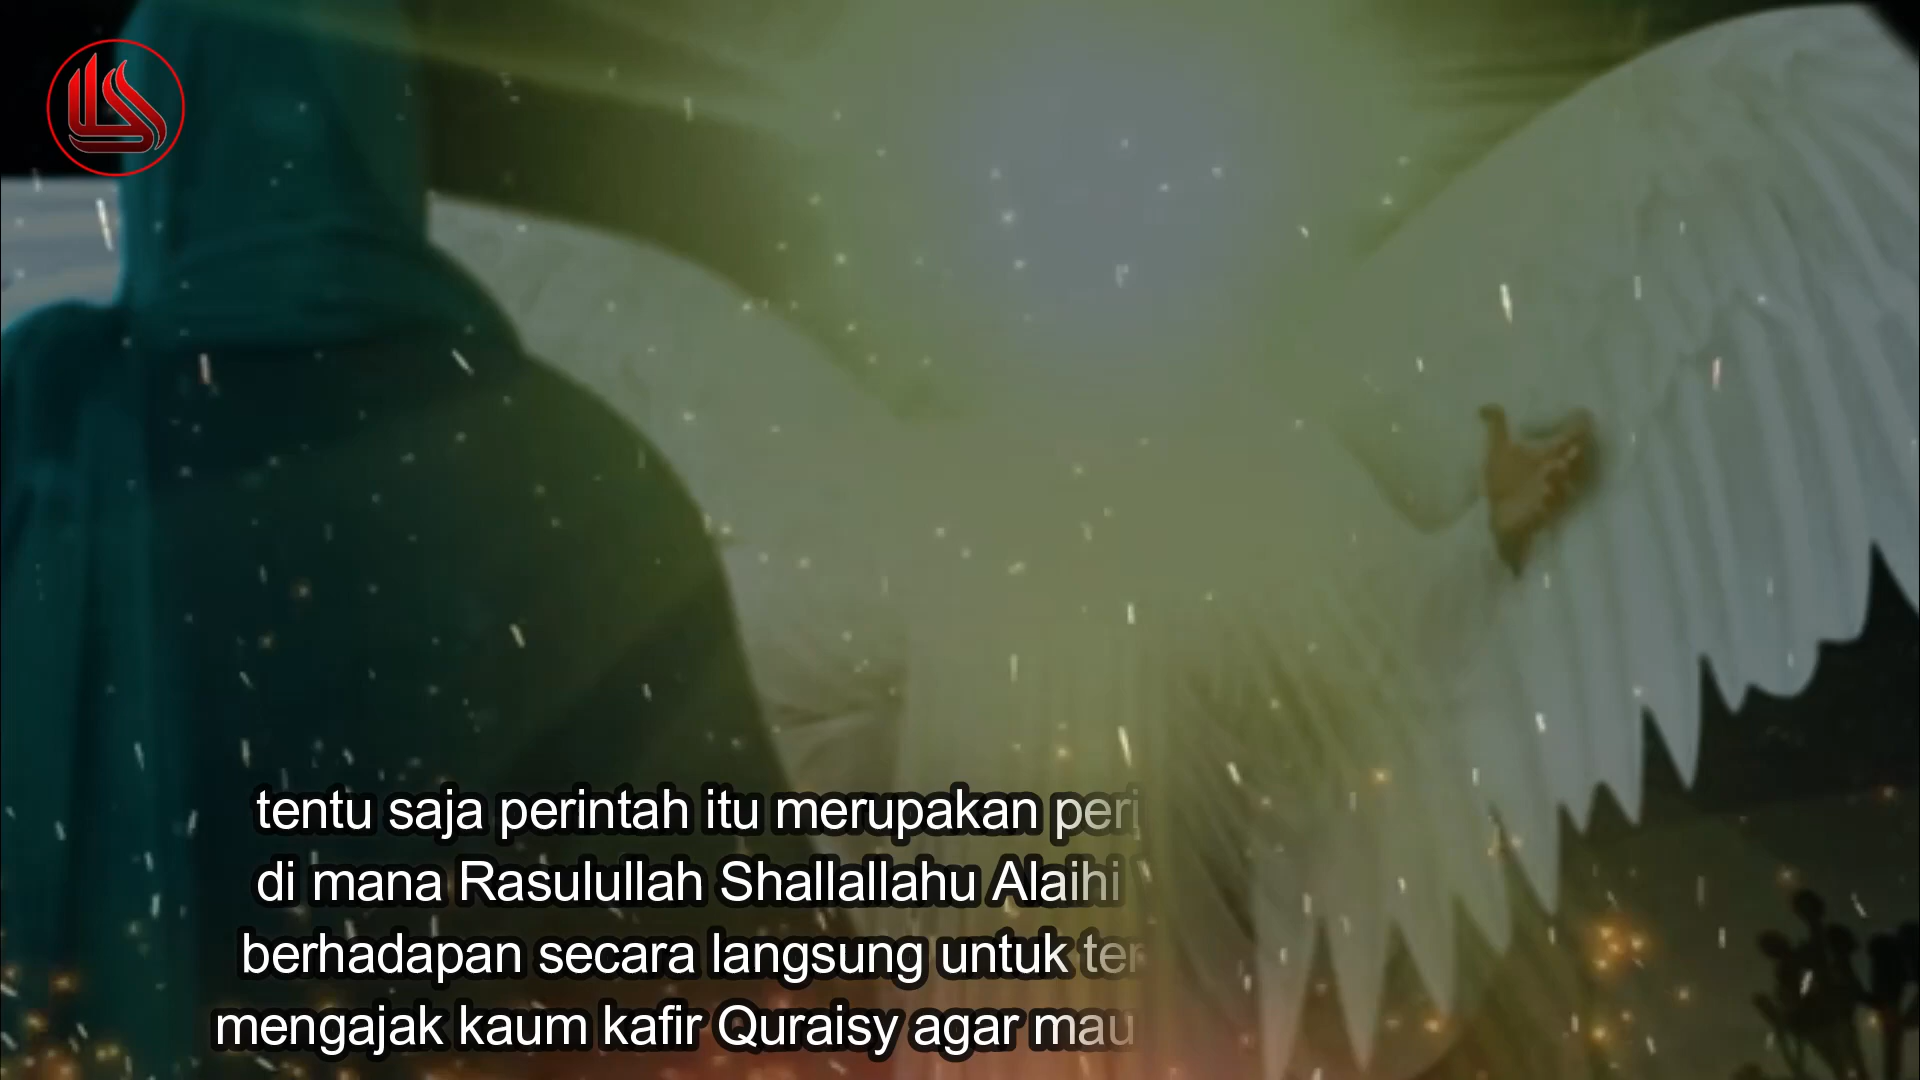 tentu saja perintah itu merupakan
di mana Rasulullah Shallallahu Alaihi
berhadapan secara langsung untuk
mengajak kaum kafir Quraisy agar mau